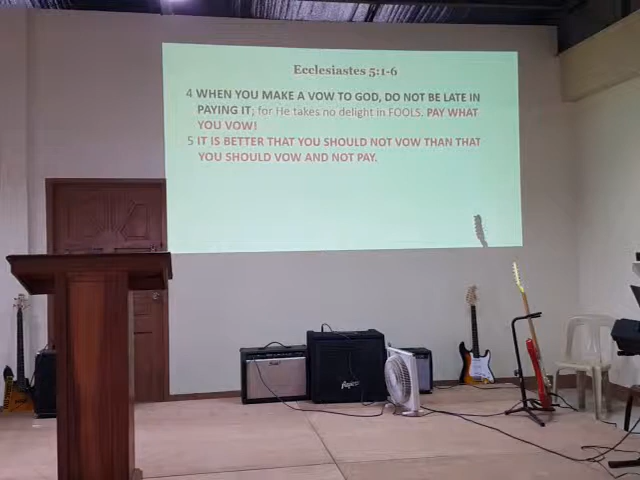 Ecclesiastes 5:1-6
4 WHEN YOU MAKE A VOW TO GOD, DO NOT BE LATE IN
PAYING IT; for He takes no delight in FOOLS. PAY WHAT
YOU VOW!
5 IT IS BETTER THAT YOU SHOULD NOT VOW THAN THAT
YOU SHOULD VOW AND NOT PAY.